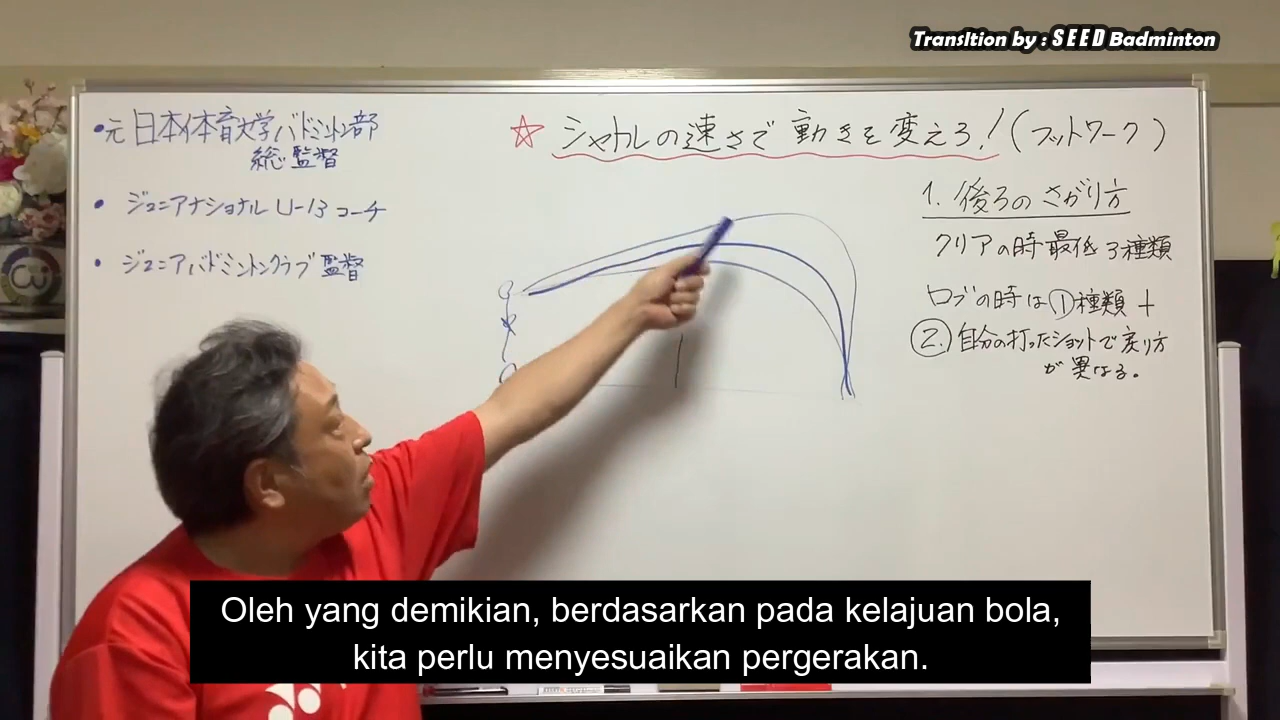 Transltion by : SEED Badminton
• 元 日本体育大学バドミントン部
総監督
• ジュニアナショナル U-13 コーチ
• ジュニアバドミントンクラブ 監督
☆ シャトルの速さで 動きを変えろ!(フットワーク)
1. 後ろの さがり方
クリアの時 最低 3種類
ロブの時は①種類 +
②. 自分の打ったショットで 戻り方
が 異なる。
Oleh yang demikian, berdasarkan pada kelajuan bola,
kita perlu menyesuaikan pergerakan.